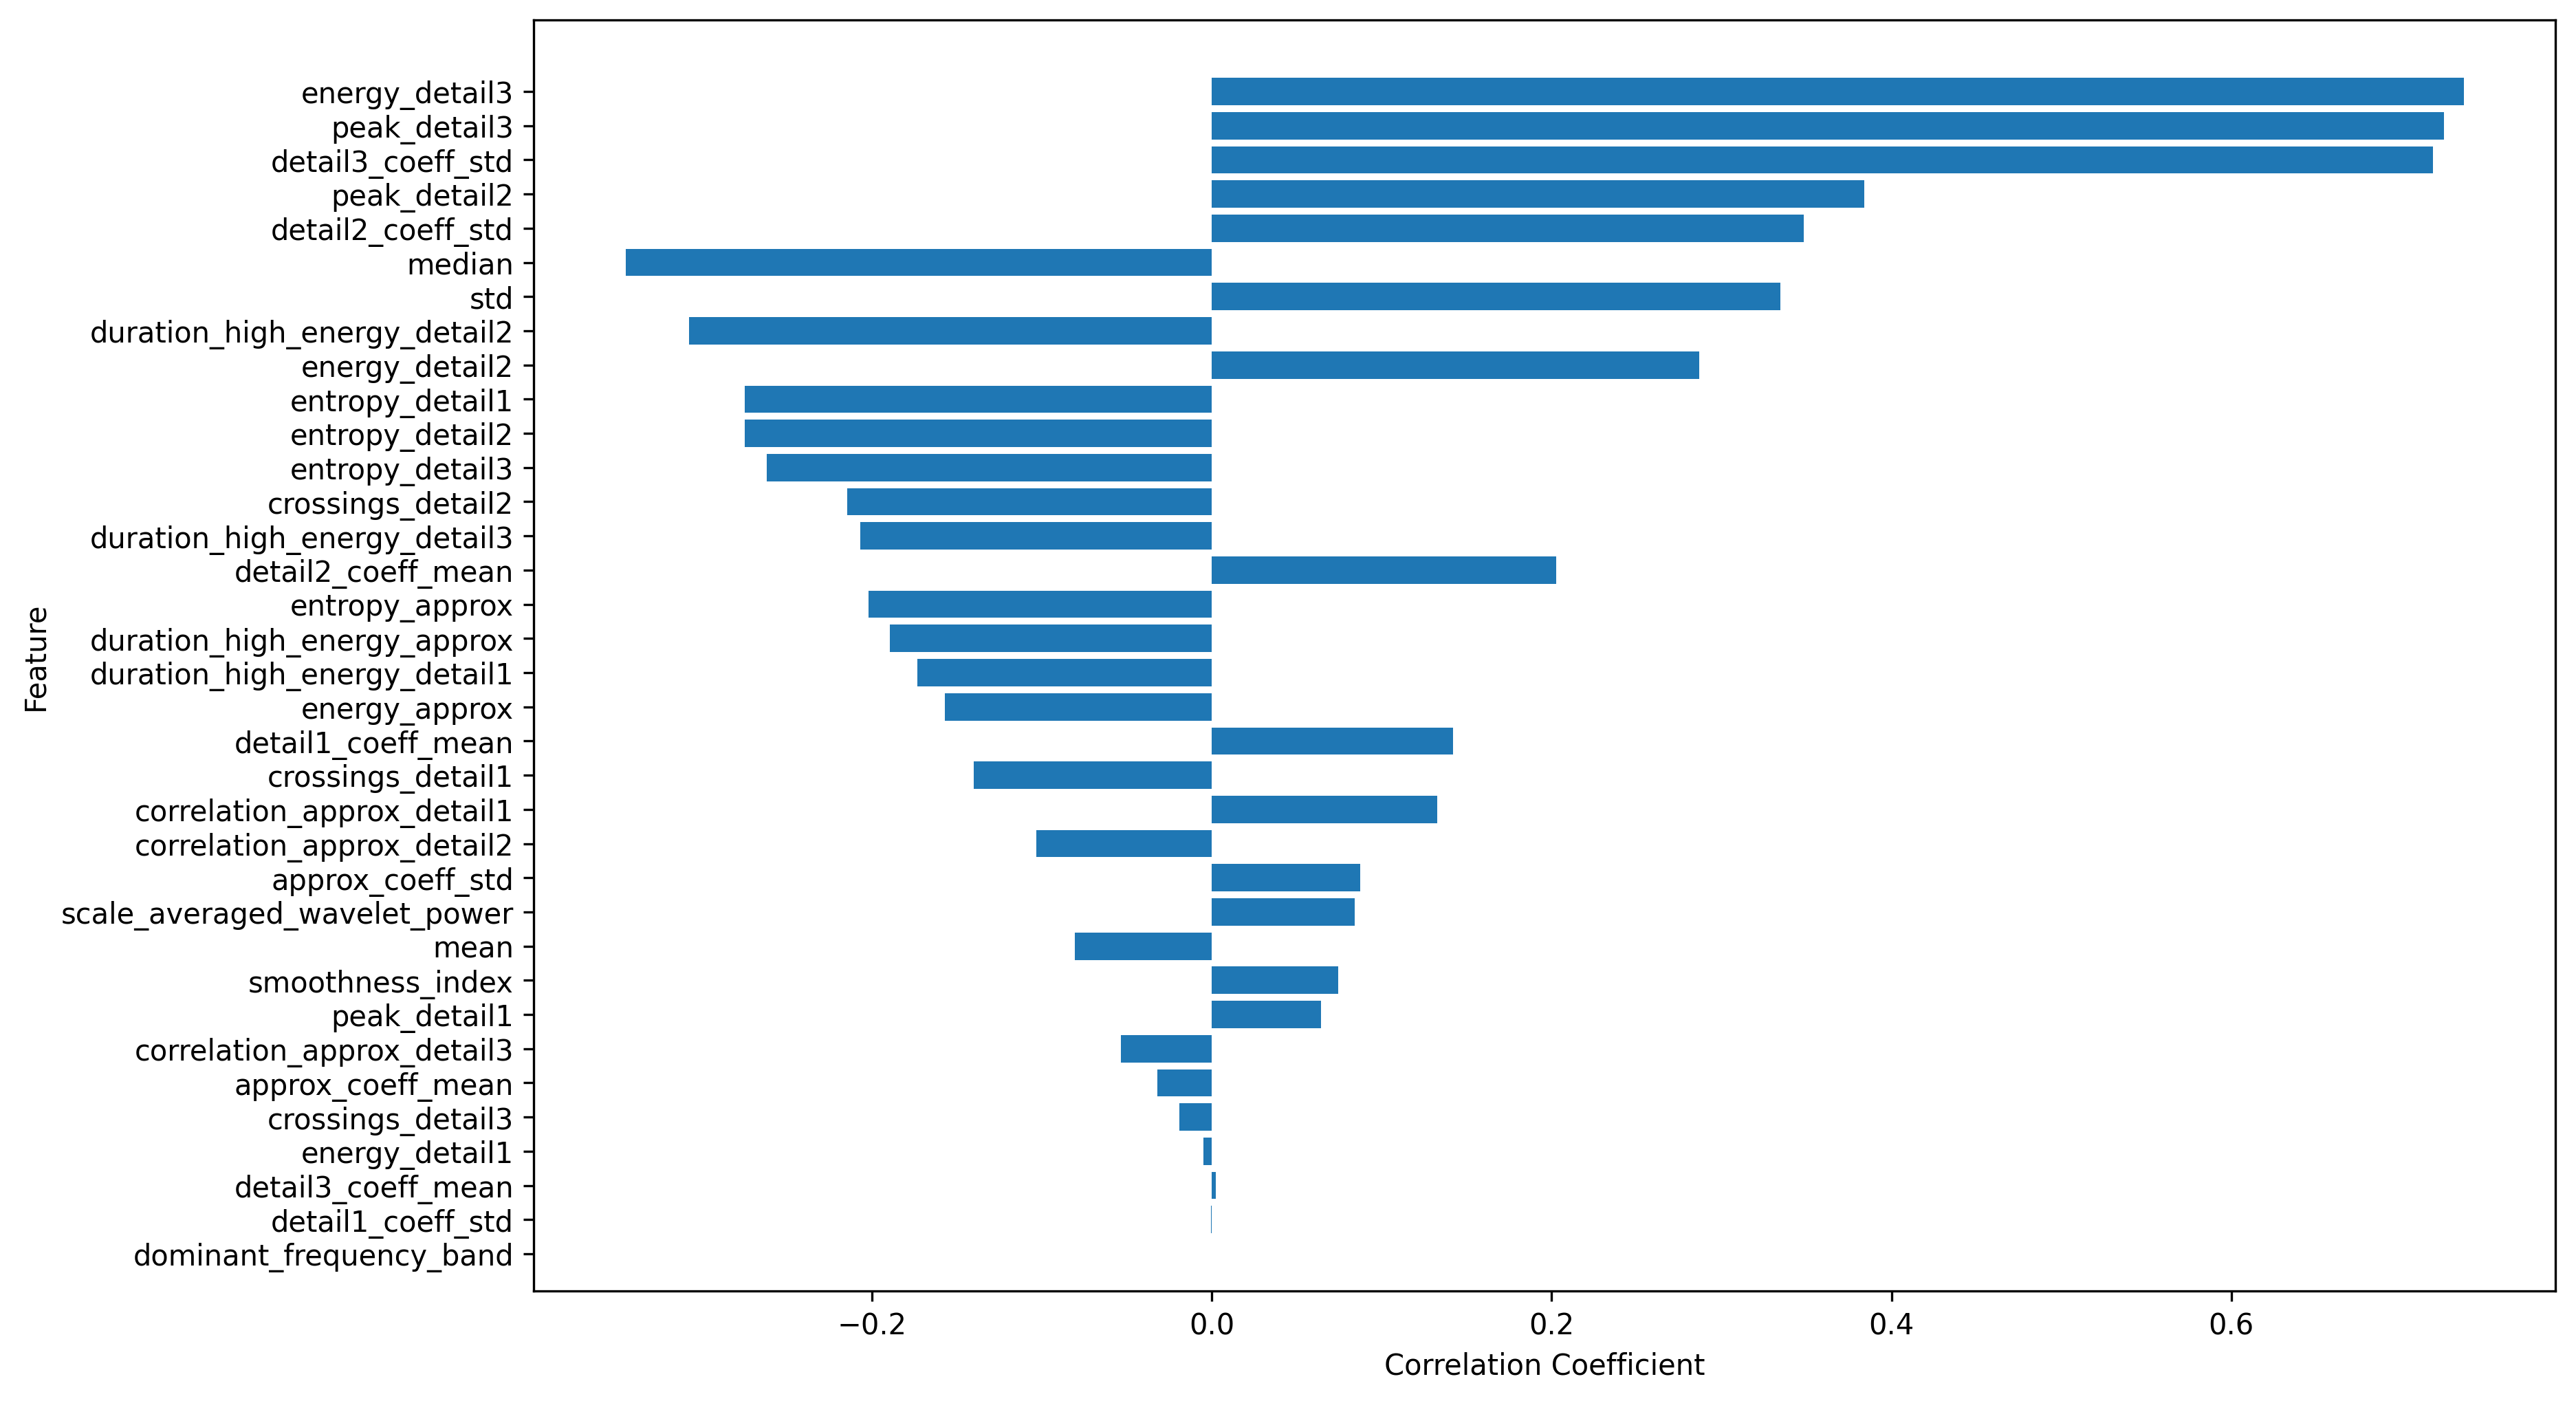 energy_detail3
peak_detail3
detail3_coeff_std
peak_detail2
detail2_coeff_std
median
std
duration_high_energy_detail2
energy_detail2
entropy_detail1
entropy_detail2
entropy_detail3
crossings_detail2
duration_high_energy_detail3
detail2_coeff_mean
entropy_approx
duration_high_energy_approx
duration_high_energy_detail1
energy_approx
detail1_coeff_mean
crossings_detail1
correlation_approx_detail1
correlation_approx_detail2
approx_coeff_std
scale_averaged_wavelet_power
mean
smoothness_index
peak_detail1
correlation_approx_detail3
approx_coeff_mean
crossings_detail3
energy_detail1
detail3_coeff_mean
detail1_coeff_std
dominant_frequency_band
Feature
−0.2 0.0 0.2 0.4 0.6
Correlation Coefficient